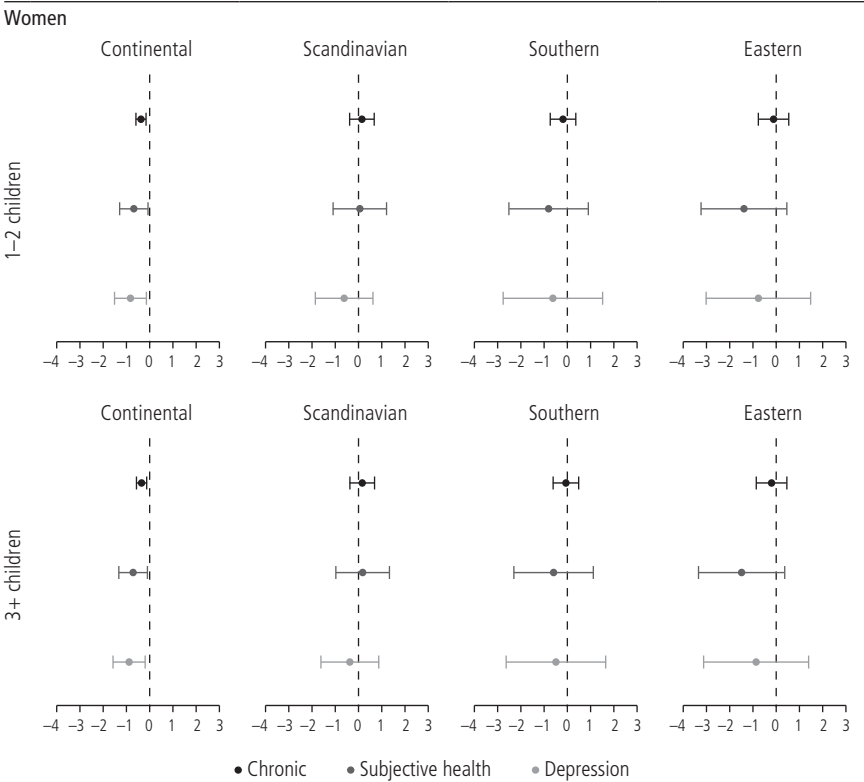 Women
Continental Scandinavian Southern Eastern
1–2 children
–4 –3 –2 –1 0 1 2 3 –4 –3 –2 –1 0 1 2 3 –4 –3 –2 –1 0 1 2 3 –4 –3 –2 –1 0 1 2 3
Continental Scandinavian Southern Eastern
3+ children
–4 –3 –2 –1 0 1 2 3 –4 –3 –2 –1 0 1 2 3 –4 –3 –2 –1 0 1 2 3 –4 –3 –2 –1 0 1 2 3
Chronic Subjective health Depression